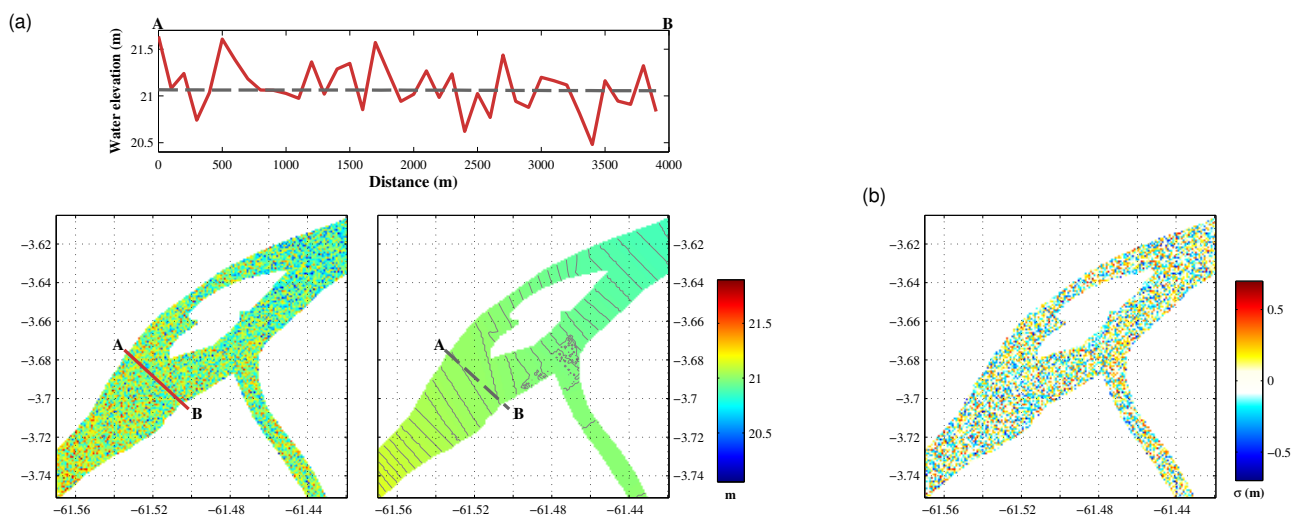 (a)
A B
Water elevation (m)
21.5
21
20.5
0 500 1000 1500 2000 2500 3000 3500 4000
Distance (m)
(b)
−3.62 −3.62 −3.62
−3.64 −3.64 −3.64
−3.66 −3.66 −3.66
−3.68 −3.68 −3.68
−3.7 −3.7 −3.7
−3.72 −3.72 −3.72
−3.74 −3.74 −3.74
A
B
A
B
21.5
21
20.5
m
0.5
0
−0.5
σ (m)
−61.56 −61.52 −61.48 −61.44 −61.56 −61.52 −61.48 −61.44 −61.56 −61.52 −61.48 −61.44